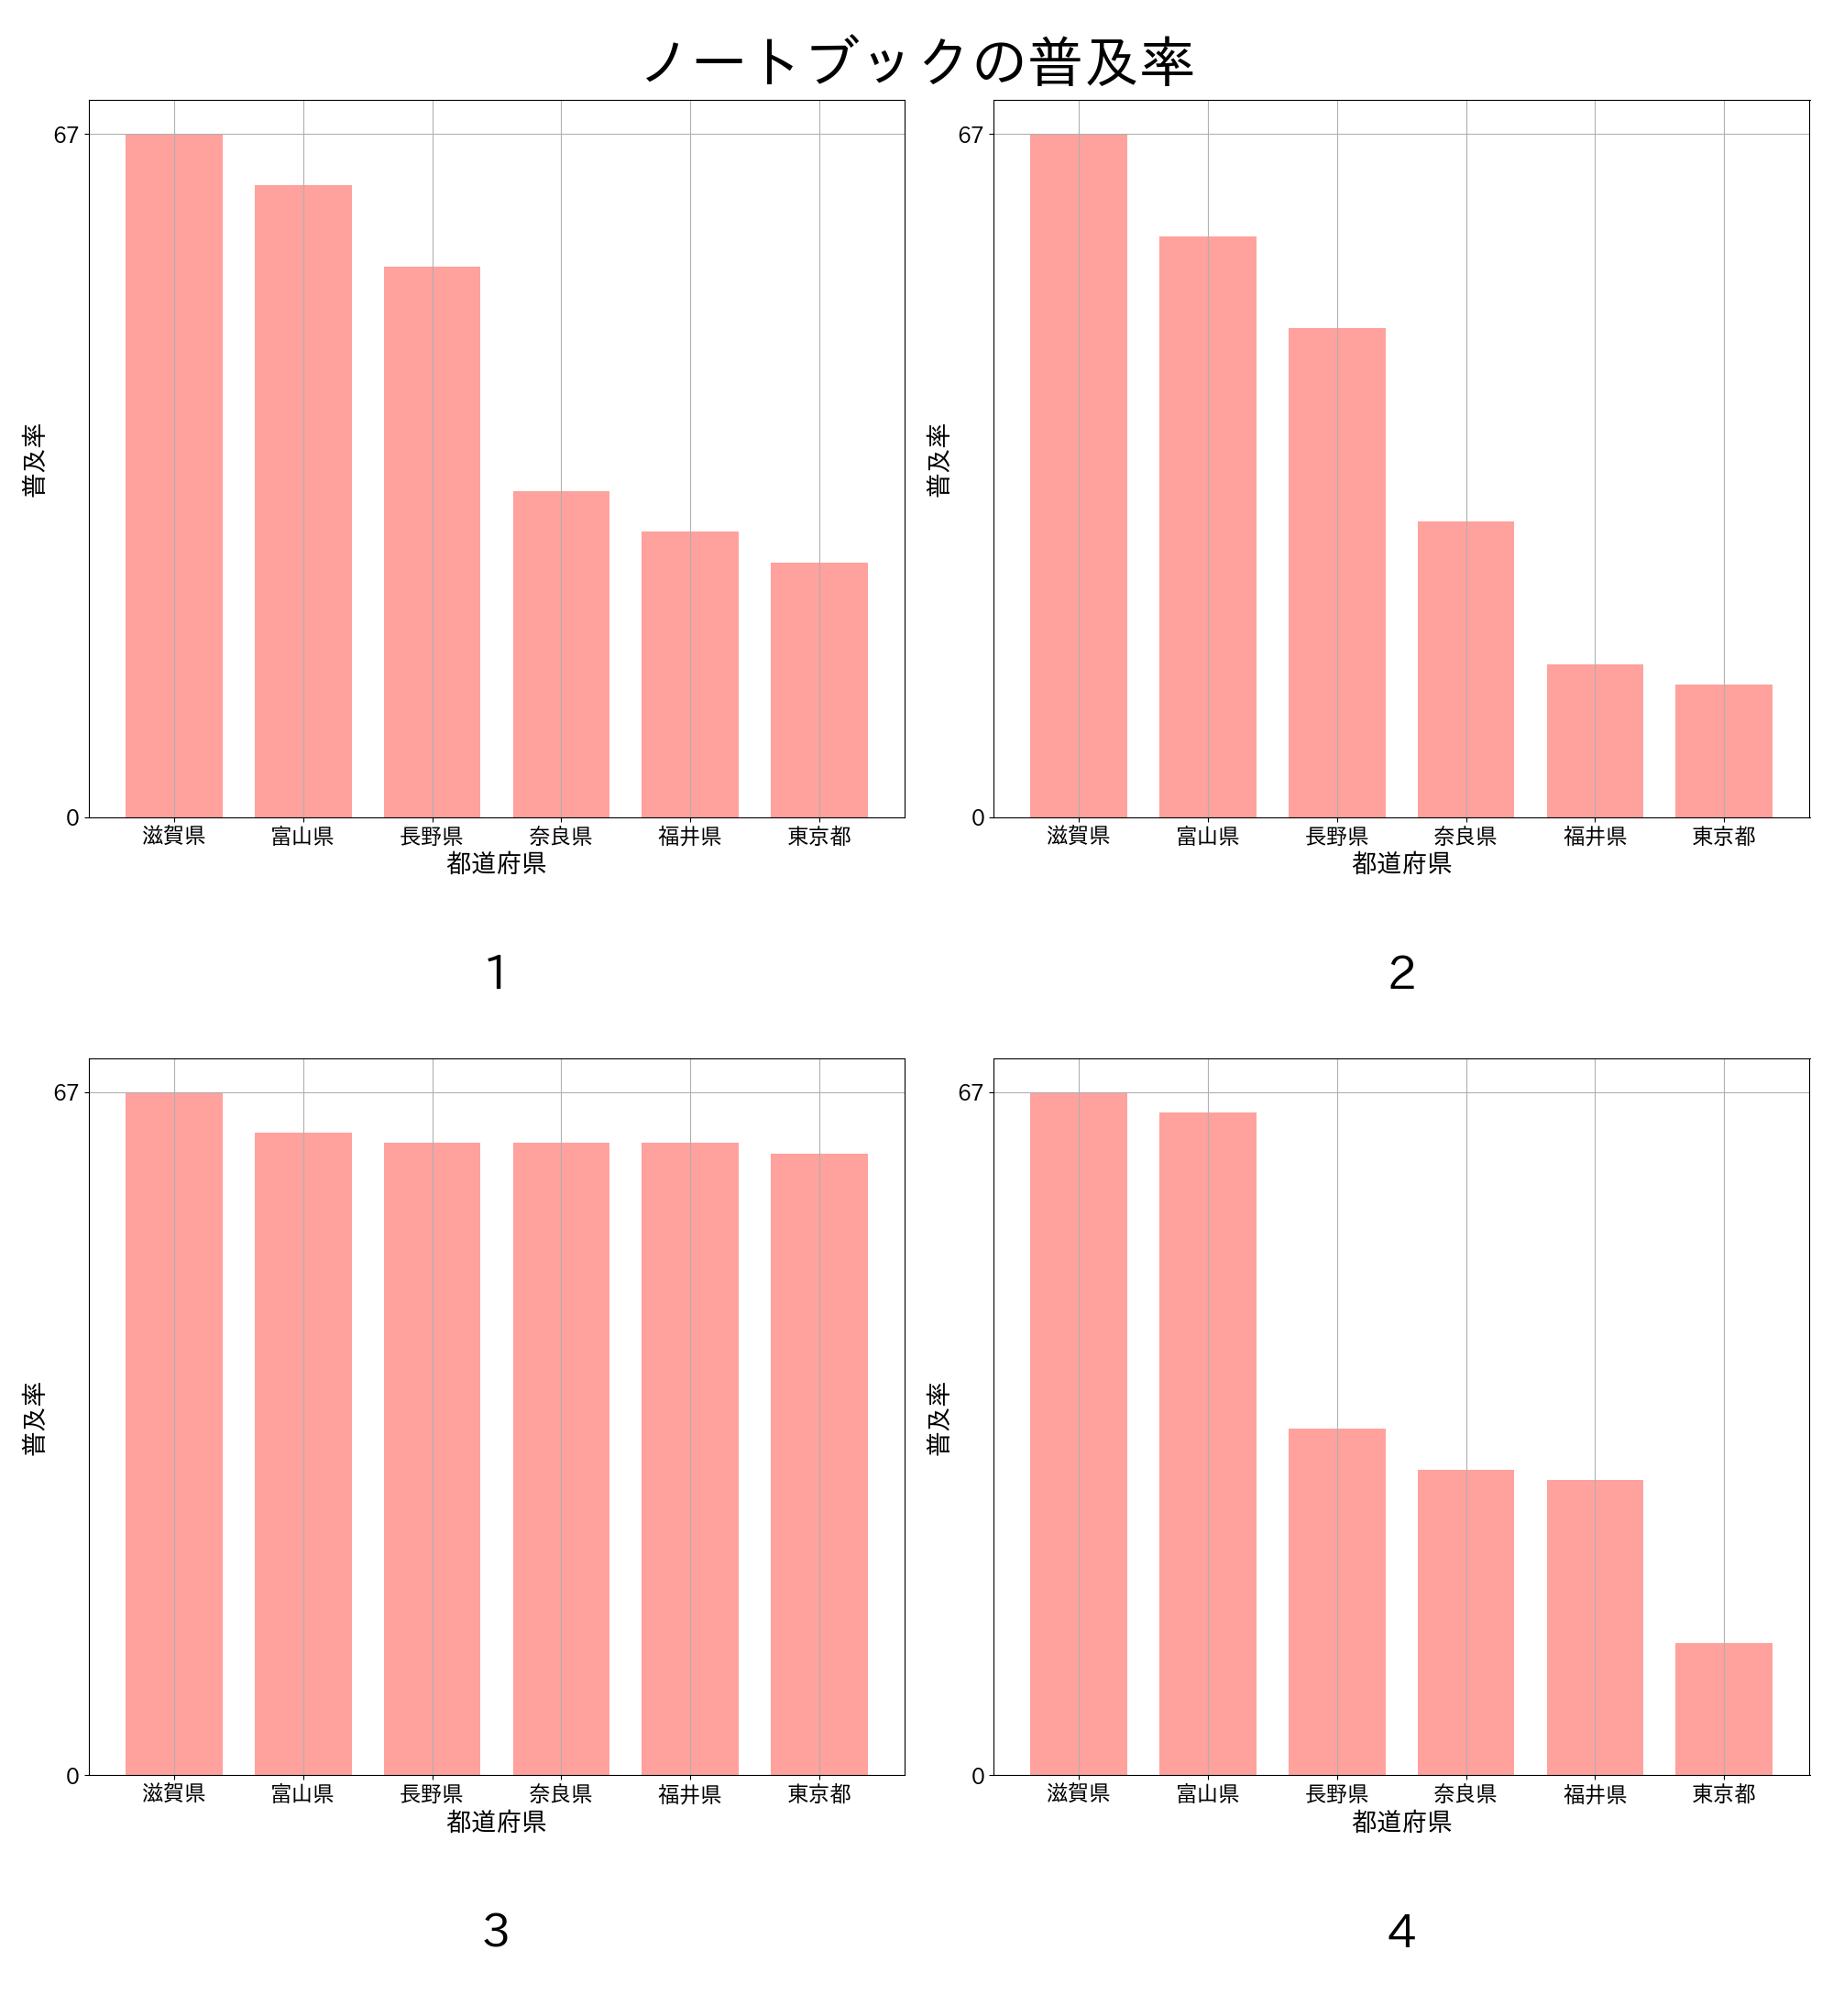 ノートブックの普及率
67
0
普及率
滋賀県 富山県 長野県 奈良県 福井県 東京都
都道府県
1
67
0
普及率
滋賀県 富山県 長野県 奈良県 福井県 東京都
都道府県
2
67
0
普及率
滋賀県 富山県 長野県 奈良県 福井県 東京都
都道府県
3
67
0
普及率
滋賀県 富山県 長野県 奈良県 福井県 東京都
都道府県
4